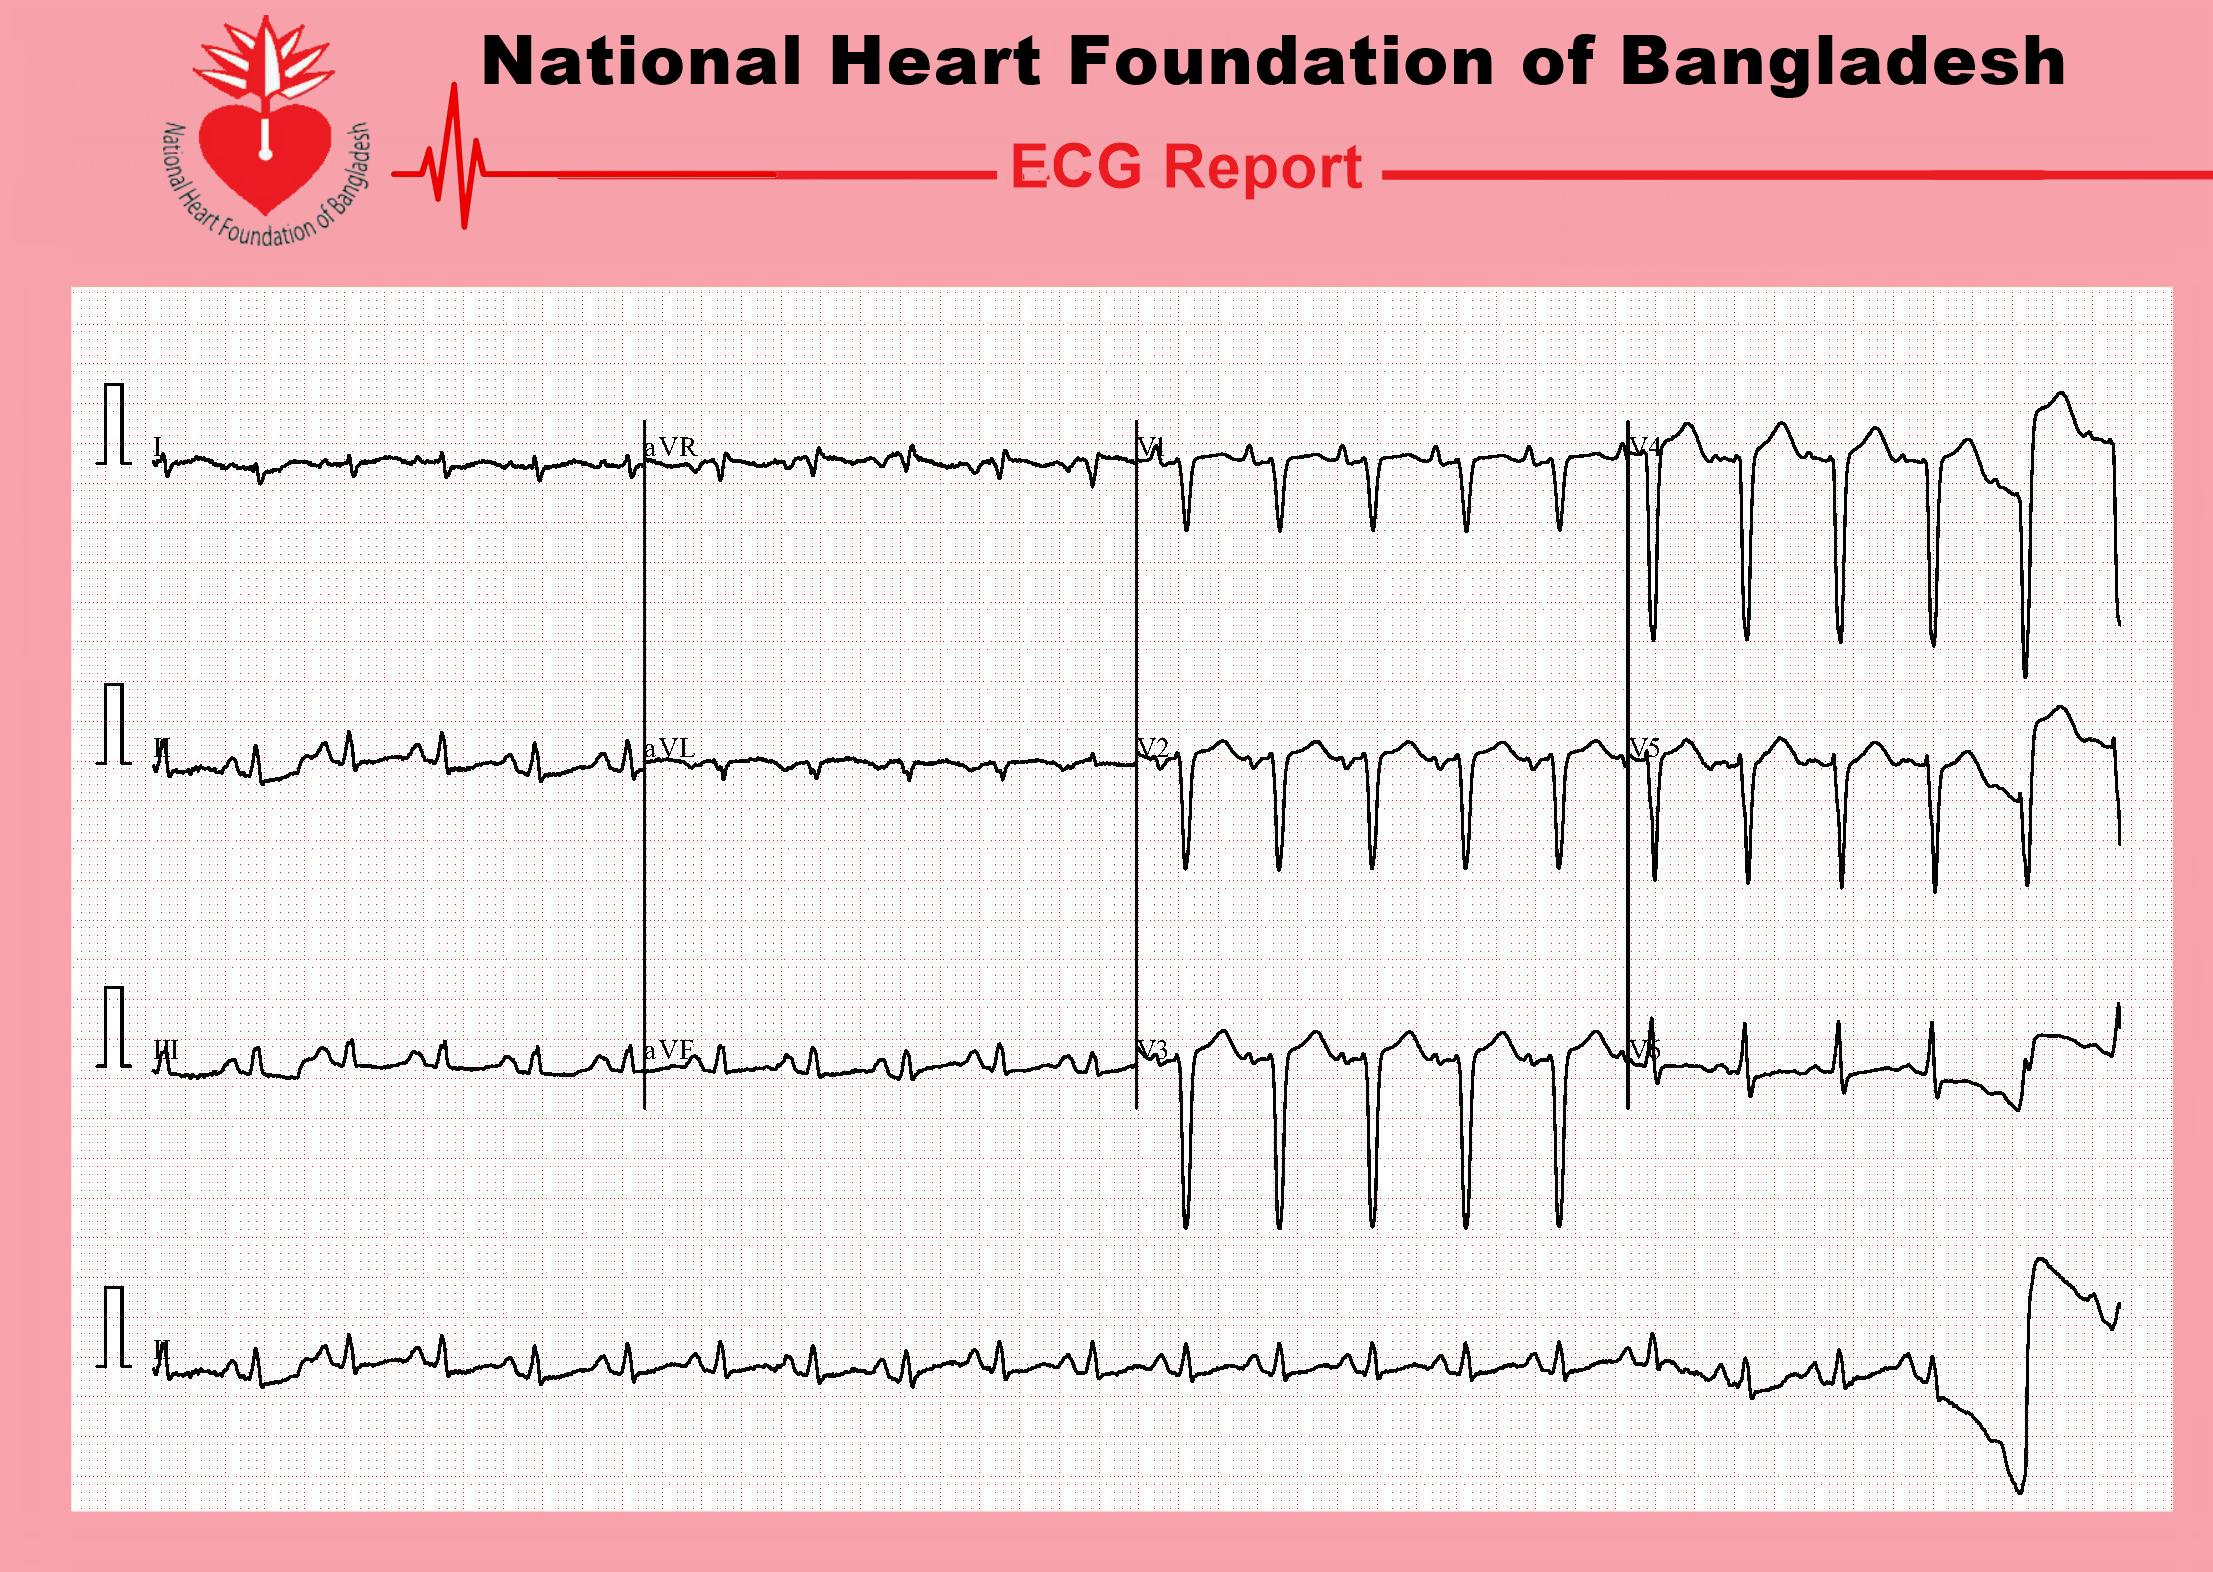 National Heart Foundation of Bangladesh
National Heart Foundation of Bangladesh
ECG Report
I
aVR
V1
V4
II
aVL
V2
V5
III
aVF
V3
V6
II